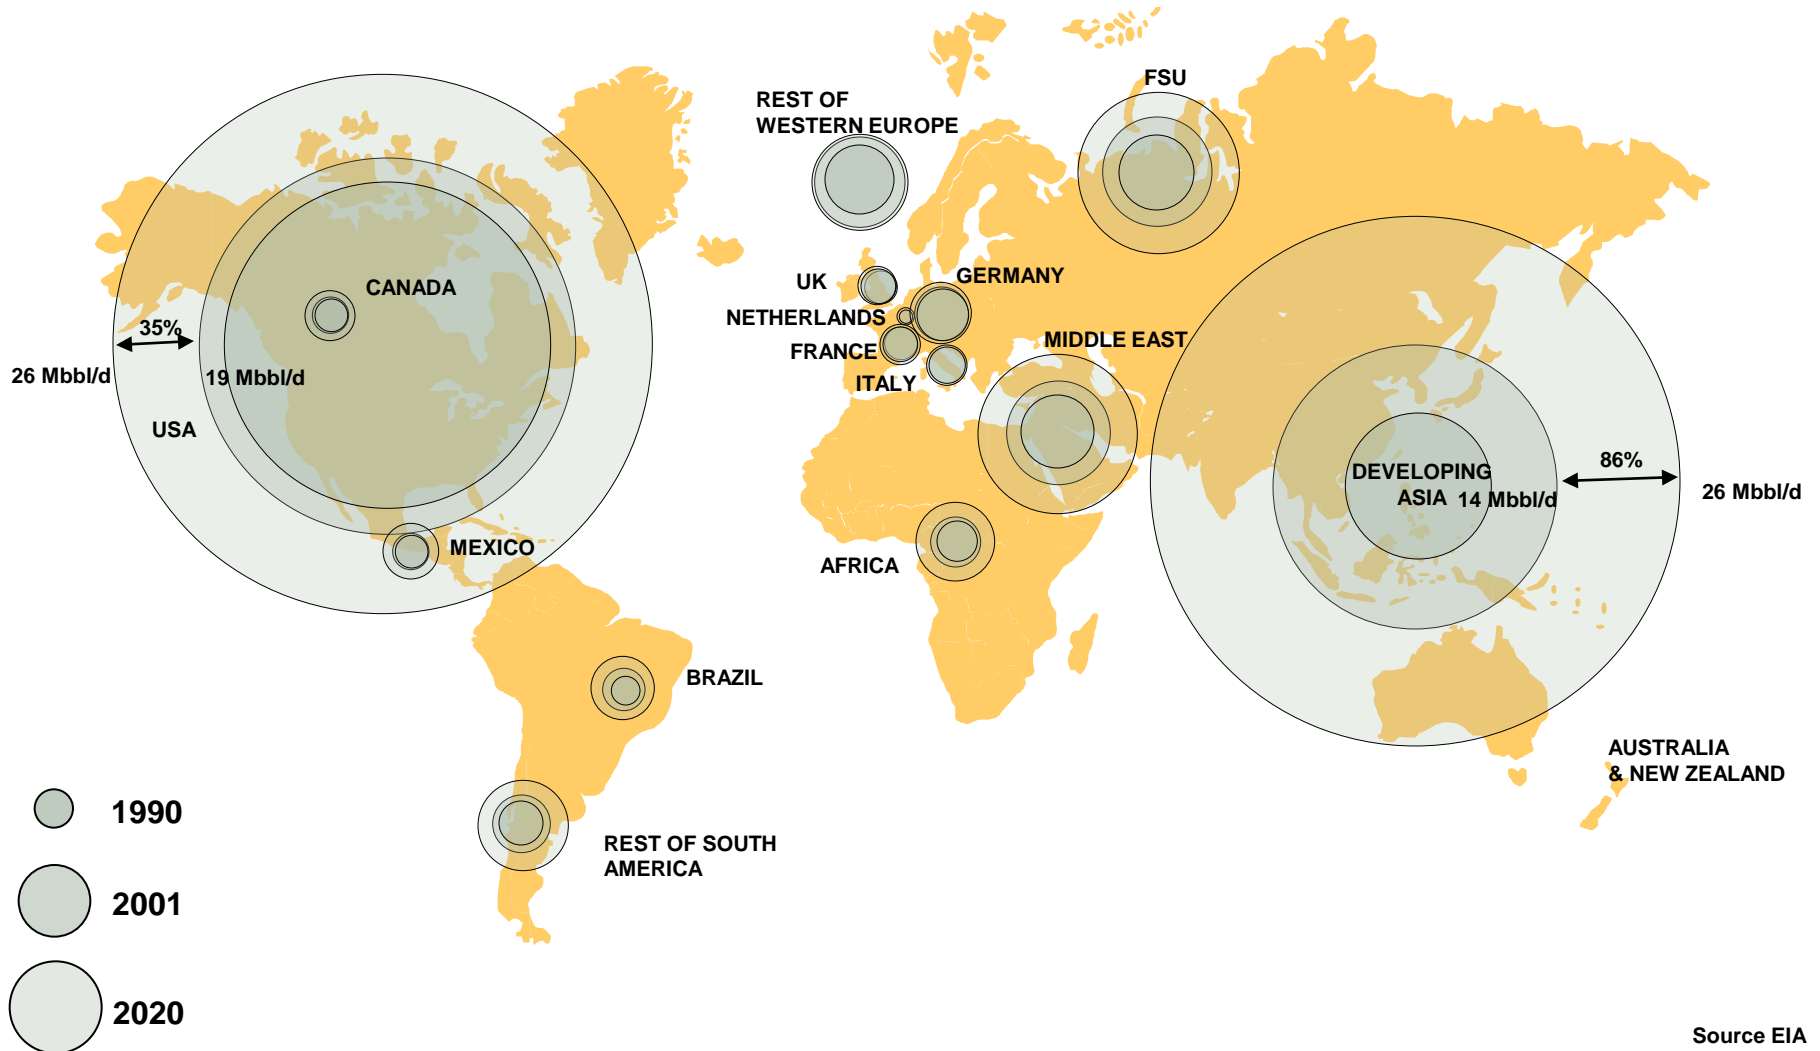 FSU
REST OF
WESTERN EUROPE
UK
GERMANY
CANADA
NETHERLANDS
35%
MIDDLE EAST
FRANCE
26 Mbbl/d
19 Mbbl/d
ITALY
USA
86%
DEVELOPING
ASIA
14 Mbbl/d
26 Mbbl/d
MEXICO
AFRICA
BRAZIL
AUSTRALIA
& NEW ZEALAND
1990
REST OF SOUTH
AMERICA
2001
2020
Source EIA